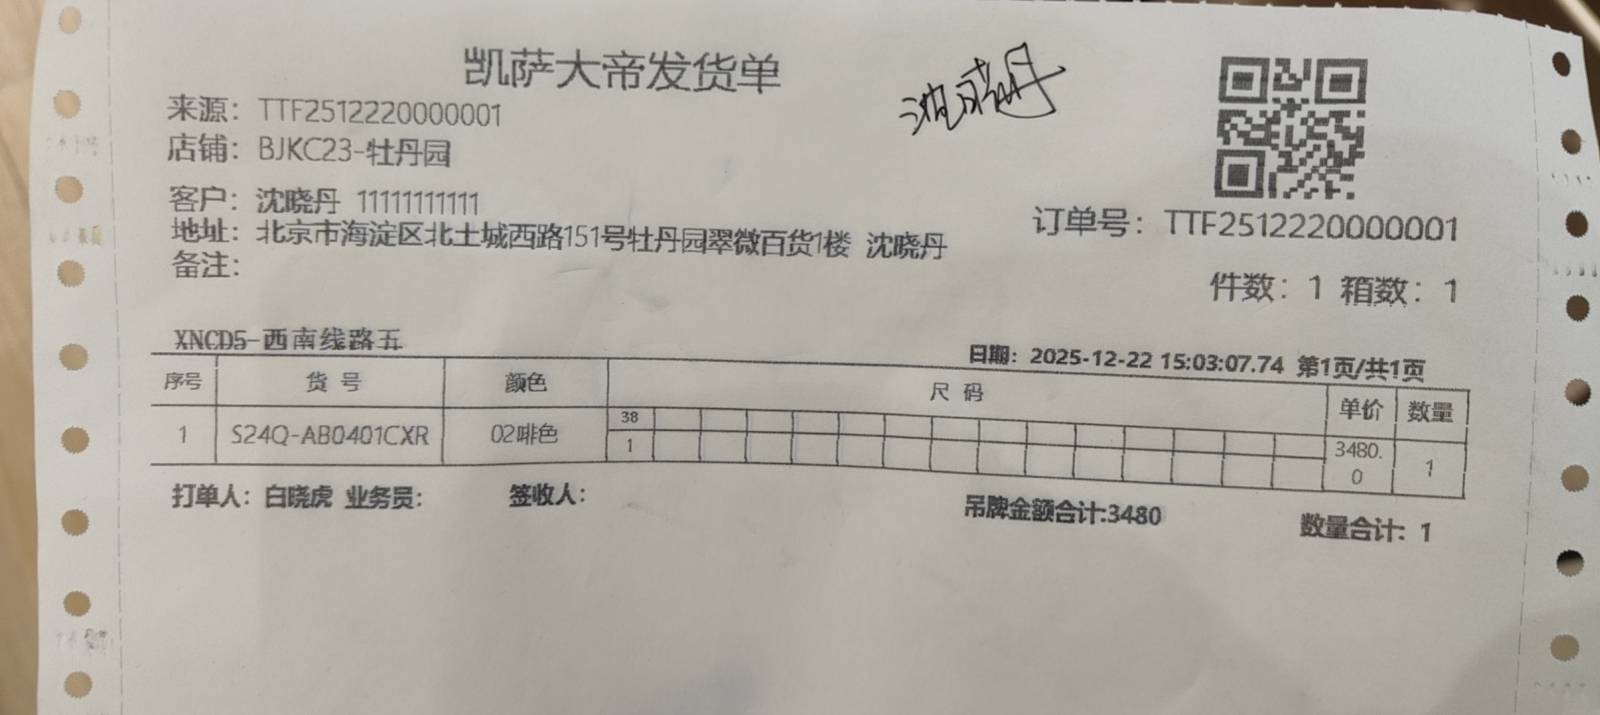 凯萨大帝发货单
沈晓丹
来源: TTF2512220000001
店铺: BJKC23-牡丹园
客户: 沈晓丹 11111111111
地址: 北京市海淀区北土城西路151号牡丹园翠微百货1楼 沈晓丹
备注:
订单号: TTF2512220000001
件数: 1 箱数: 1
XNCD5-西南线路五
日期: 2025-12-22 15:03:07.74 第1页/共1页
序号 货 号 颜色 尺 码 单价 数量
38
1 S24Q-AB0401CXR 02啡色 1 3480.0 1
打单人: 白晓虎 业务员: 签收人: 吊牌金额合计:3480 数量合计: 1